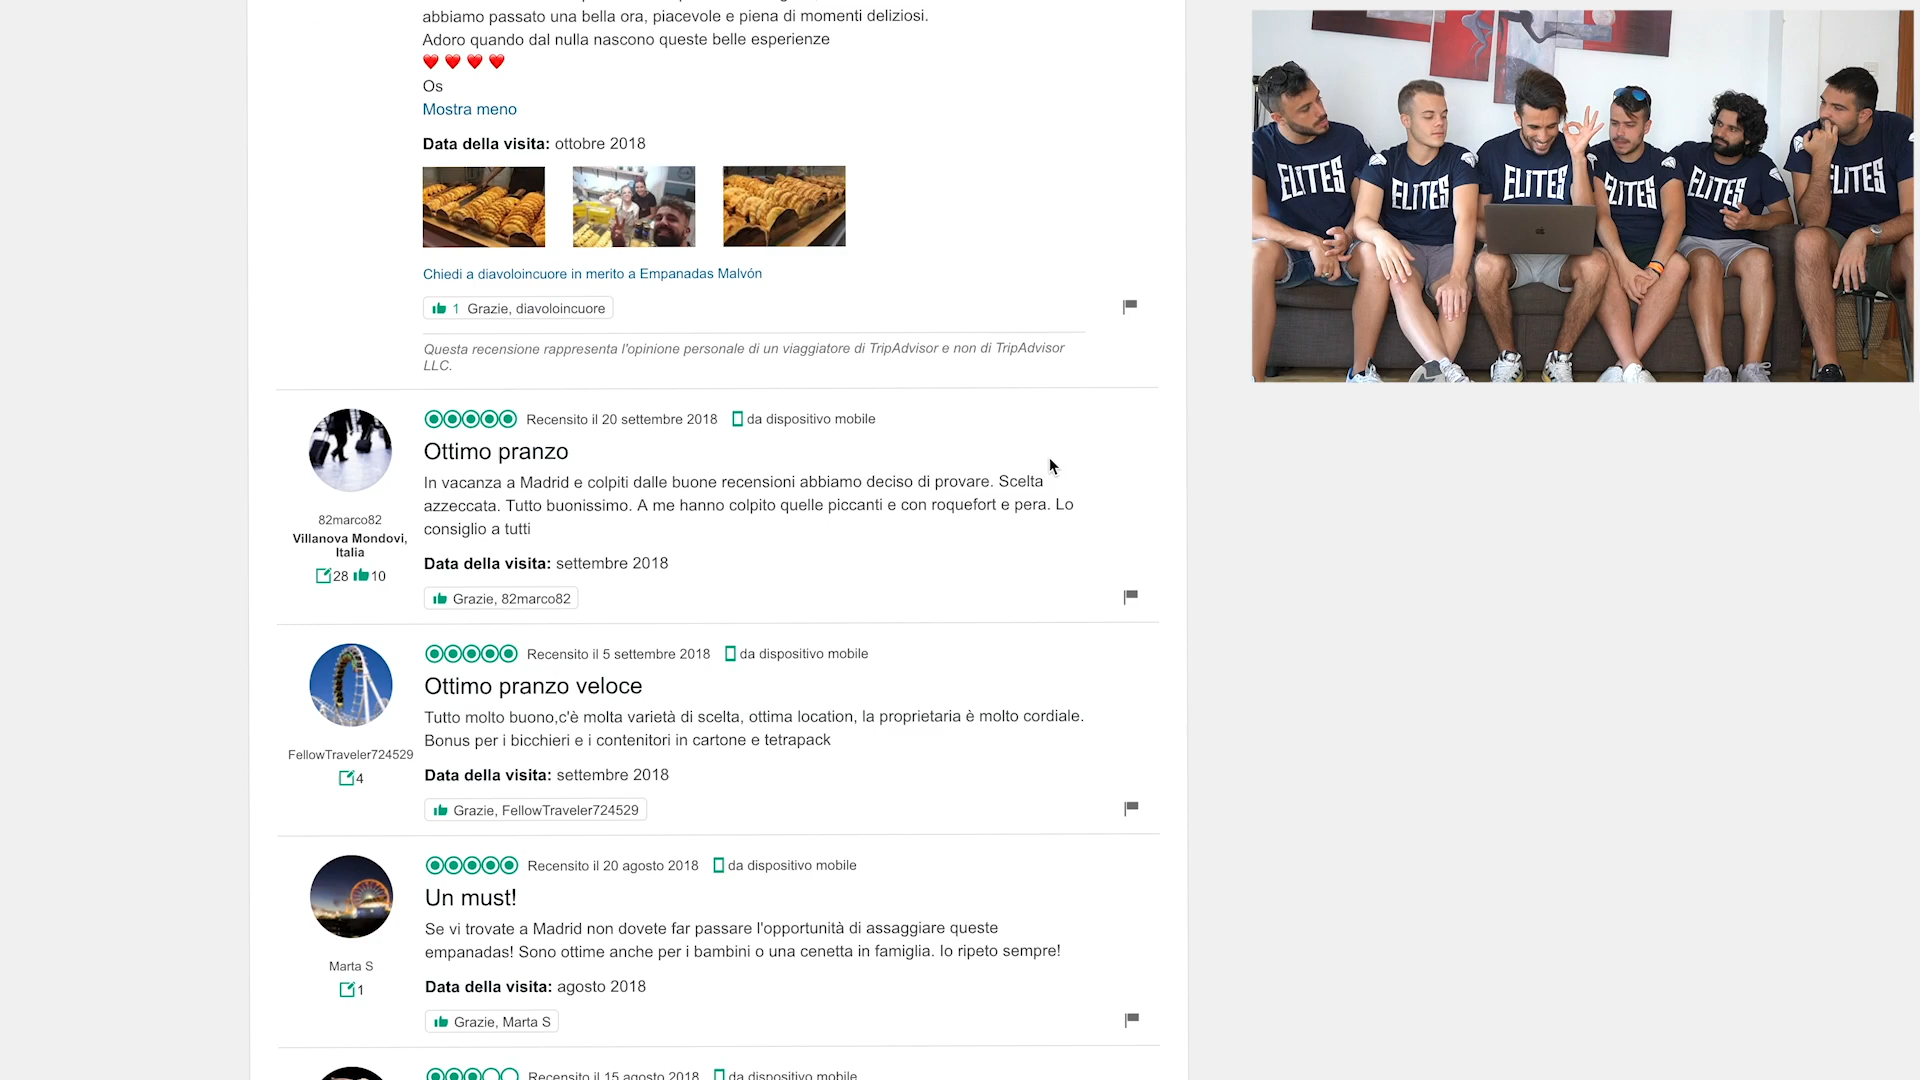 abbiamo passato una bella ora, piacevole e piena di momenti deliziosi.
Adoro quando dal nulla nascono queste belle esperienze
Os
Mostra meno
Data della visita: ottobre 2018
Chiedi a diavoloincuore in merito a Empanadas Malvón
1 Grazie, diavoloincuore
Questa recensione rappresenta l'opinione personale di un viaggiatore di TripAdvisor e non di TripAdvisor
LLC.
Recensito il 20 settembre 2018 da dispositivo mobile
Ottimo pranzo
In vacanza a Madrid e colpiti dalle buone recensioni abbiamo deciso di provare. Scelta
azzeccata. Tutto buonissimo. A me hanno colpito quelle piccanti e con roquefort e pera. Lo
consiglio a tutti
82marco82
Villanova Mondovi,
Italia
28 10
Data della visita: settembre 2018
Grazie, 82marco82
Recensito il 5 settembre 2018 da dispositivo mobile
Ottimo pranzo veloce
Tutto molto buono,c'è molta varietà di scelta, ottima location, la proprietaria è molto cordiale.
Bonus per i bicchieri e i contenitori in cartone e tetrapack
FellowTraveler724529
4
Data della visita: settembre 2018
Grazie, FellowTraveler724529
Recensito il 20 agosto 2018 da dispositivo mobile
Un must!
Se vi trovate a Madrid non dovete far passare l'opportunità di assaggiare queste
empanadas! Sono ottime anche per i bambini o una cenetta in famiglia. Io ripeto sempre!
Marta S
1
Data della visita: agosto 2018
Grazie, Marta S
Recensito il 15 agosto 2018 da dispositivo mobile
ELITES
ELITES
ELITES
ELITES
ELITES
ELITES